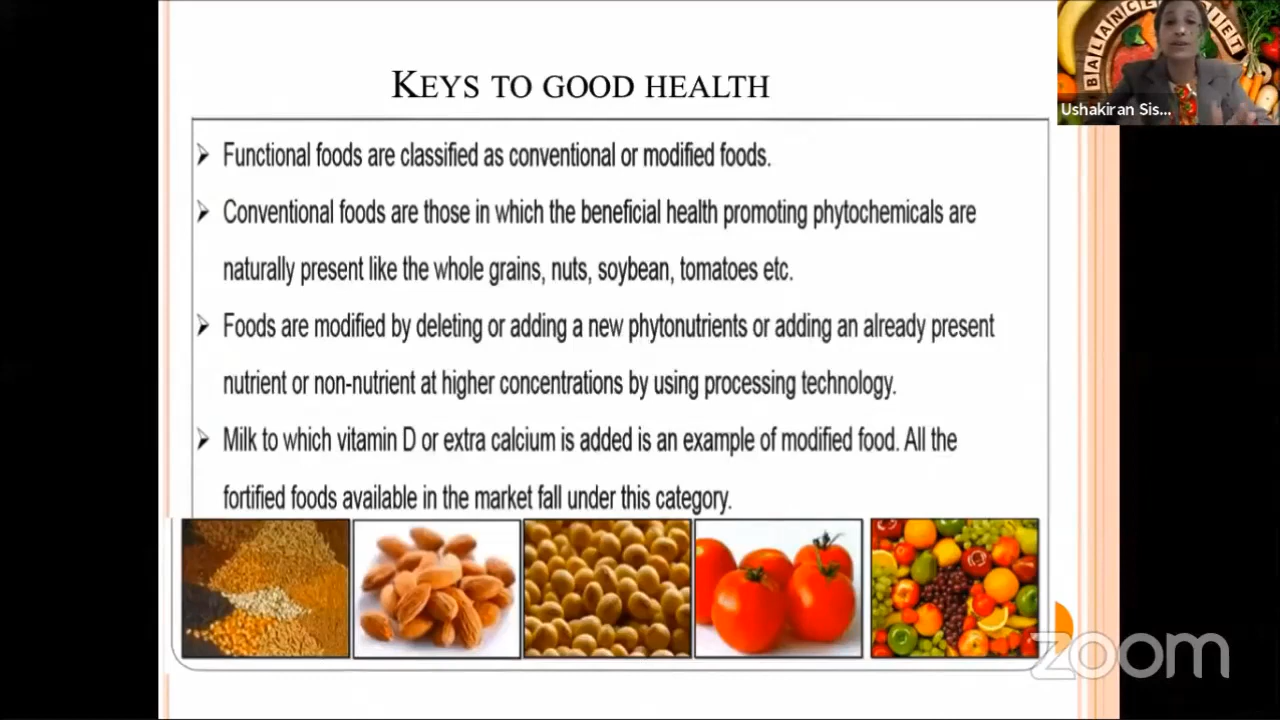 BALANCE DIET
Ushakiran Sis...
KEYS TO GOOD HEALTH
Functional foods are classified as conventional or modified foods.
Conventional foods are those in which the beneficial health promoting phytochemicals are
naturally present like the whole grains, nuts, soybean, tomatoes etc.
Foods are modified by deleting or adding a new phytonutrients or adding an already present
nutrient or non-nutrient at higher concentrations by using processing technology.
Milk to which vitamin D or extra calcium is added is an example of modified food. All the
fortified foods available in the market fall under this category.
zoom